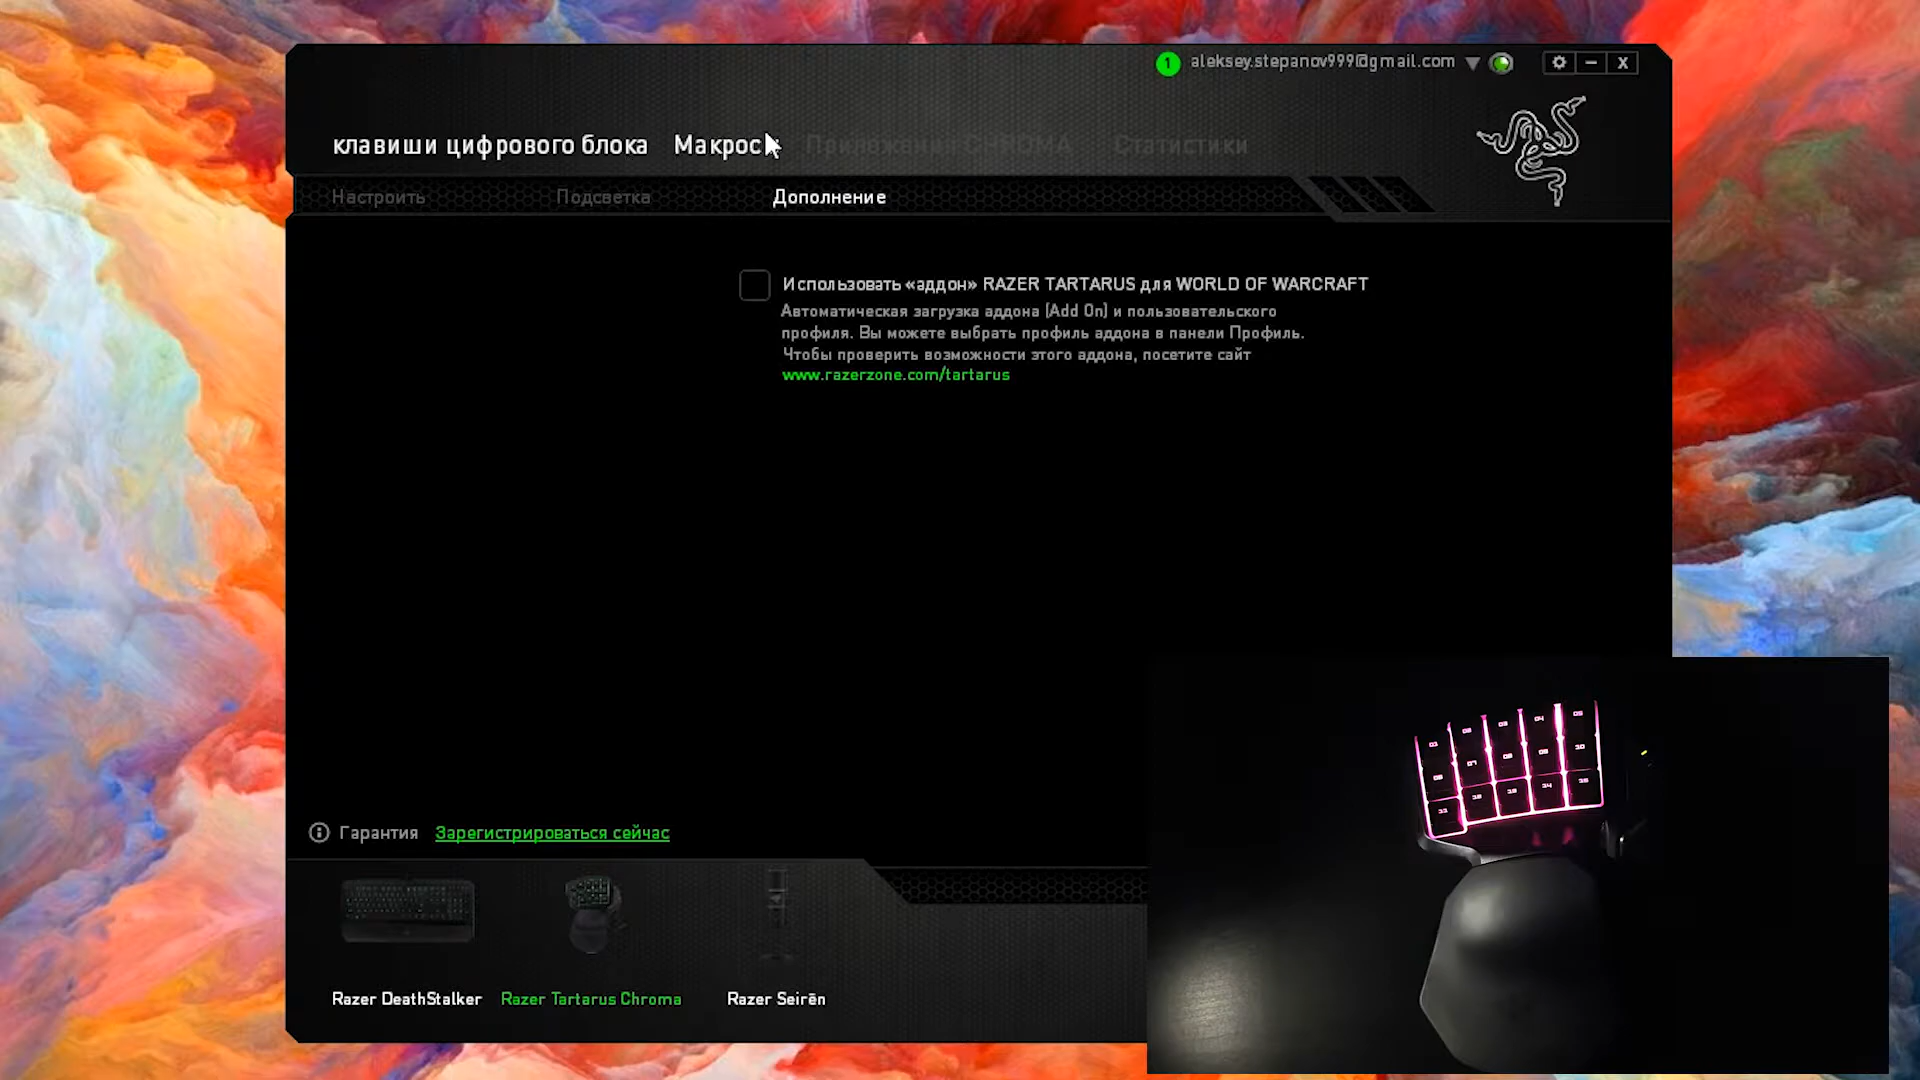 1 aleksey.stepanov999@gmail.com
X
клавиши цифрового блока Макрос Приложения CHROMA Статистики
Настроить Подсветка Дополнение
Использовать «аддон» RAZER TARTARUS для WORLD OF WARCRAFT
Автоматическая загрузка аддона (Add On) и пользовательского
профиля. Вы можете выбрать профиль аддона в панели Профиль.
Чтобы проверить возможности этого аддона, посетите сайт
www.razerzone.com/tartarus
Гарантия Зарегистрироваться сейчас
Razer DeathStalker Razer Tartarus Chroma Razer Seirēn